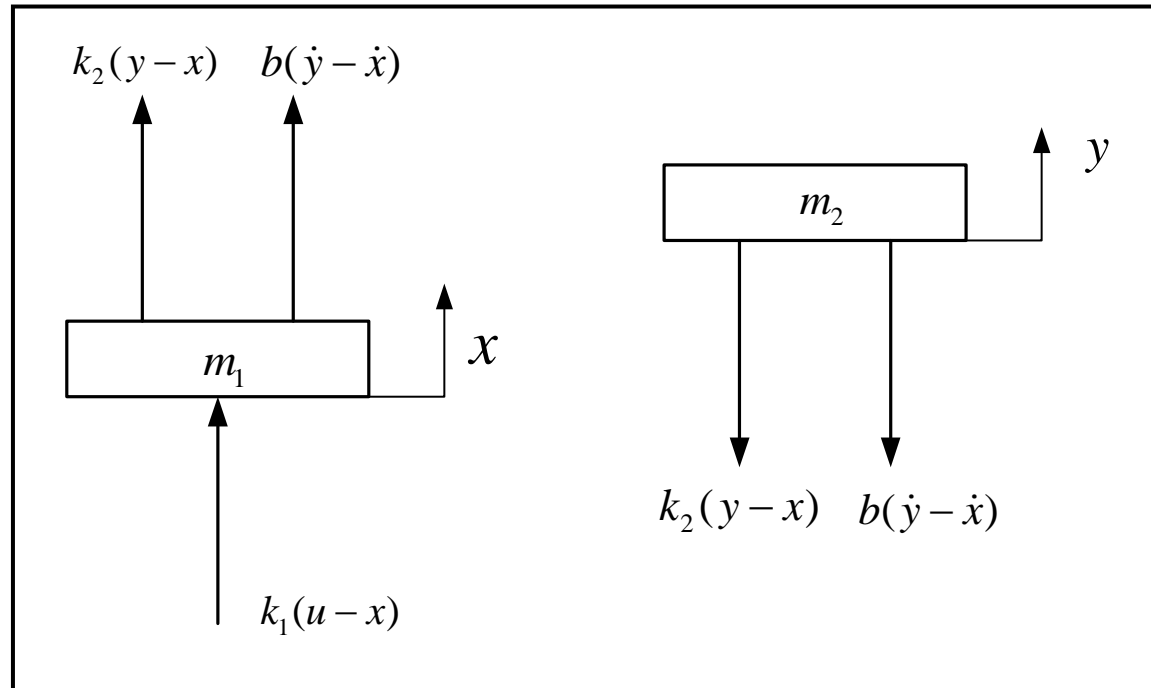 k₂(y − x) b(ẏ − ẋ)
y
m₂
x
m₁
k₂(y − x) b(ẏ − ẋ)
k₁(u − x)